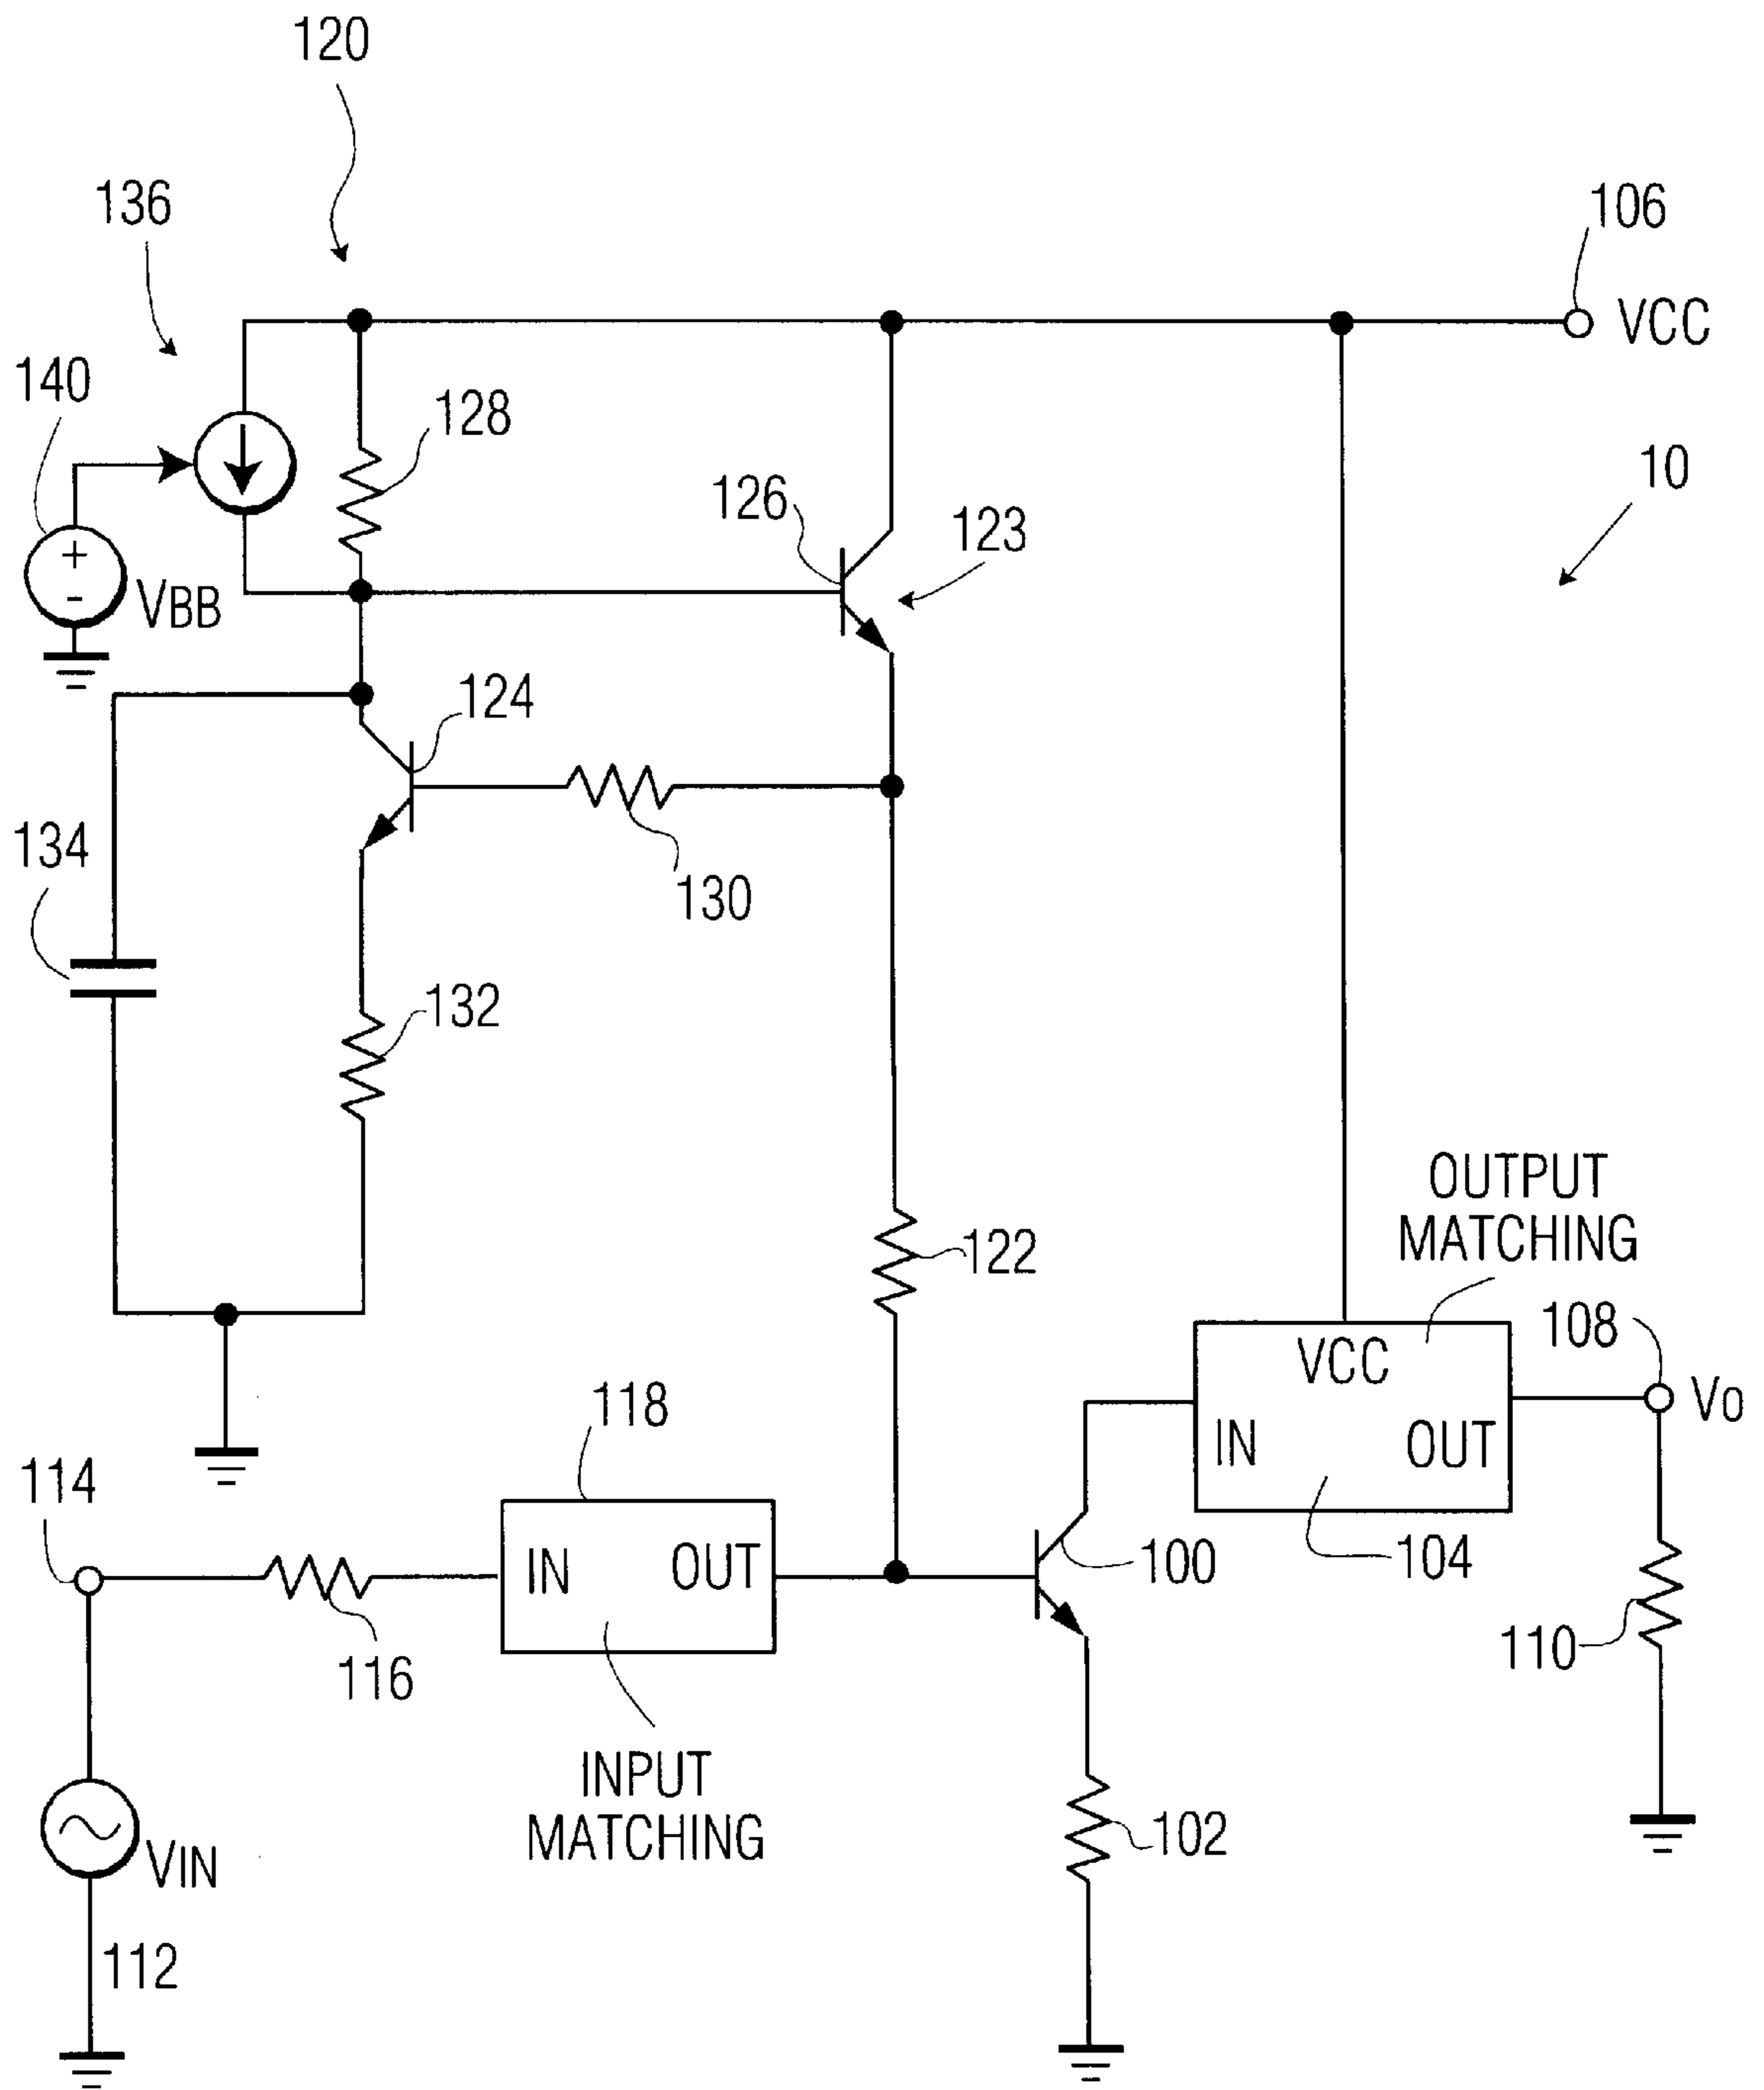 120
136
106
VCC
140
128
10
126
123
+
-
VBB
124
134
130
132
OUTPUT
MATCHING
122
108
118
VCC
VO
IN
OUT
114
IN
OUT
100
104
110
116
INPUT
MATCHING
102
VIN
112